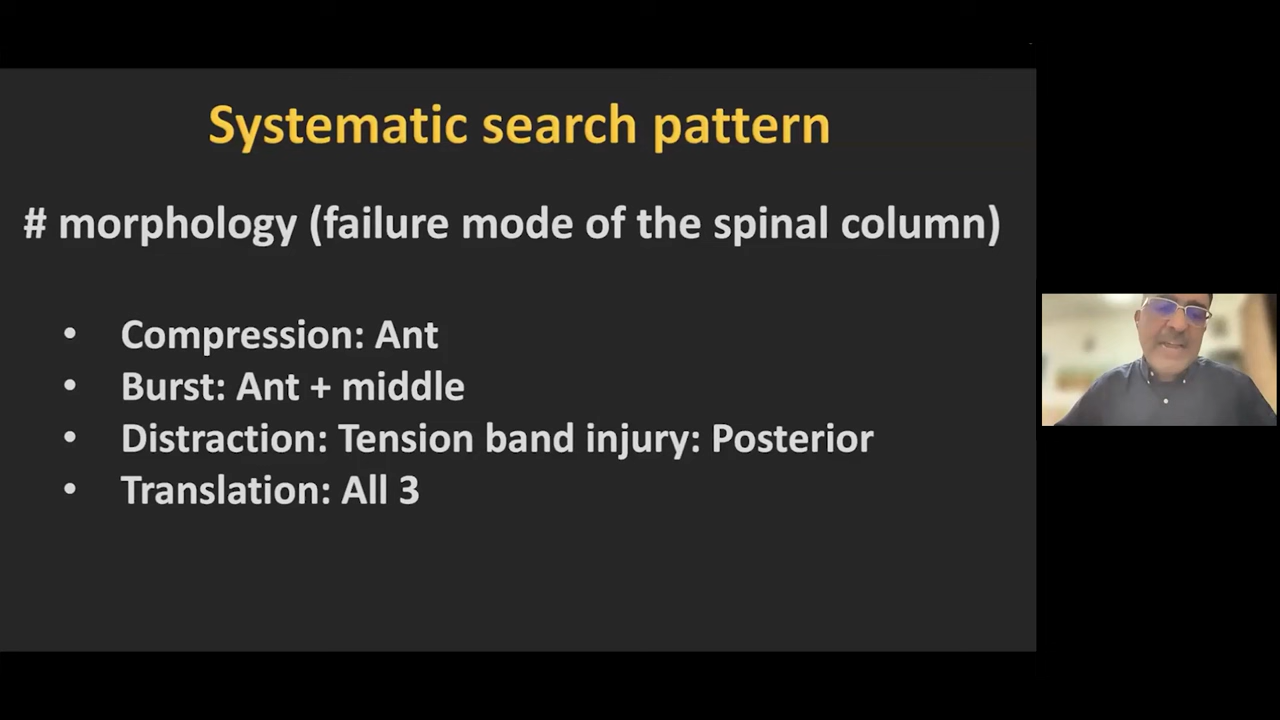 Systematic search pattern
# morphology (failure mode of the spinal column)
• Compression: Ant
• Burst: Ant + middle
• Distraction: Tension band injury: Posterior
• Translation: All 3